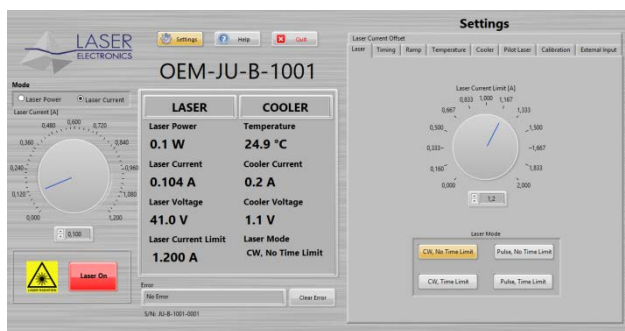 LASER
ELECTRONICS
Settings
Help
Quit
OEM-JU-B-1001
Mode
Laser Power
Laser Current
Laser Current [A]
0,480
0,600
0,720
0,360
0,840
0,240
0,960
0,120
1,080
0,000
1,200
0,100
LASER RADIATION
Laser On
LASER
COOLER
Laser Power
Temperature
0.1 W
24.9 °C
Laser Current
Cooler Current
0.104 A
0.2 A
Laser Voltage
Cooler Voltage
41.0 V
1.1 V
Laser Current Limit
Laser Mode
1.200 A
CW, No Time Limit
Error
No Error
Clear Error
S/N: JU-B-1001-0001
Settings
Laser Current Offset
Laser
Timing
Ramp
Temperature
Cooler
Pilot Laser
Calibration
External Input
Laser Current Limit [A]
0,833
1,000
1,167
0,667
1,333
0,500
1,500
0,333
1,667
0,160
1,833
0,000
2,000
1,2
Laser Mode
CW, No Time Limit
Pulse, No Time Limit
CW, Time Limit
Pulse, Time Limit